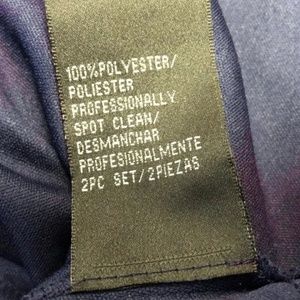 100%POLYESTER/
POLIESTER
PROFESSIONALLY
SPOT CLEAN/
DESMANCHAR
PROFESIONALMENTE
2PC SET/2PIEZAS